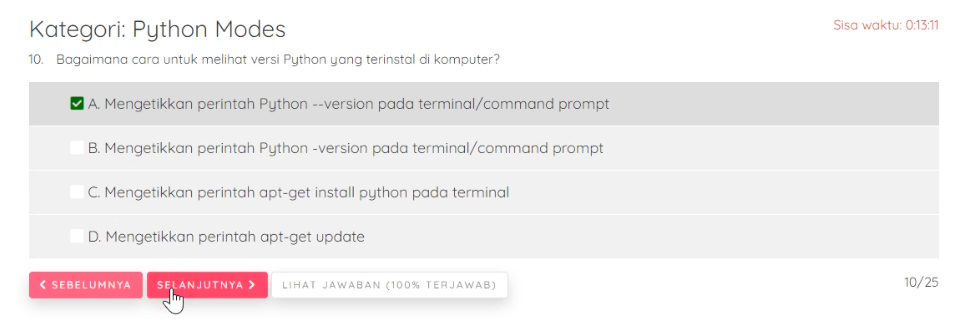 Kategori: Python Modes
Sisa waktu: 0:13:11
10. Bagaimana cara untuk melihat versi Python yang terinstal di komputer?
A. Mengetikkan perintah Python --version pada terminal/command prompt
B. Mengetikkan perintah Python -version pada terminal/command prompt
C. Mengetikkan perintah apt-get install python pada terminal
D. Mengetikkan perintah apt-get update
< SEBELUMNYA SELANJUTNYA > LIHAT JAWABAN (100% TERJAWAB) 10/25